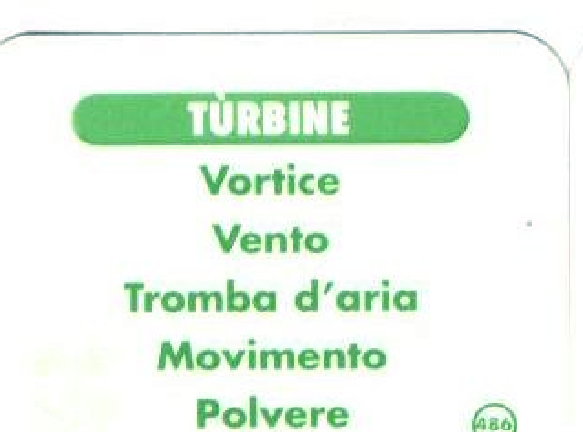 TÙRBINE
Vortice
Vento
Tromba d'aria
Movimento
Polvere
486